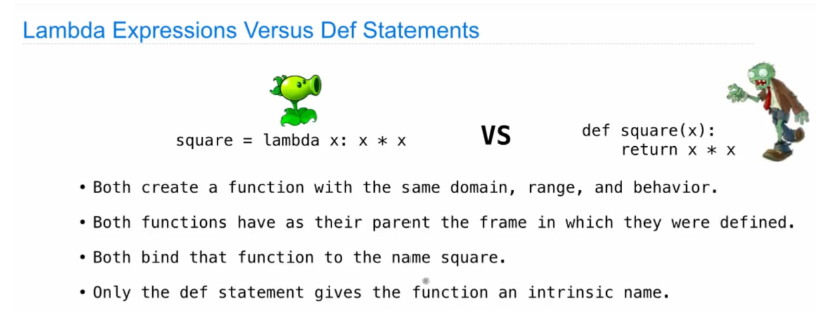 Lambda Expressions Versus Def Statements
square = lambda x: x * x
VS
def square(x):
return x * x
• Both create a function with the same domain, range, and behavior.
• Both functions have as their parent the frame in which they were defined.
• Both bind that function to the name square.
• Only the def statement gives the function an intrinsic name.